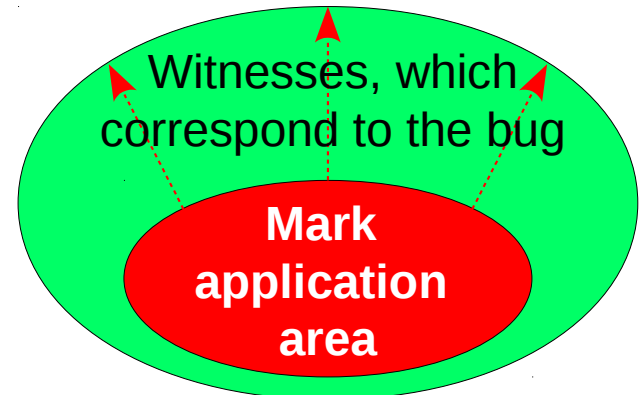 Witnesses, which
correspond to the bug
Mark
application
area